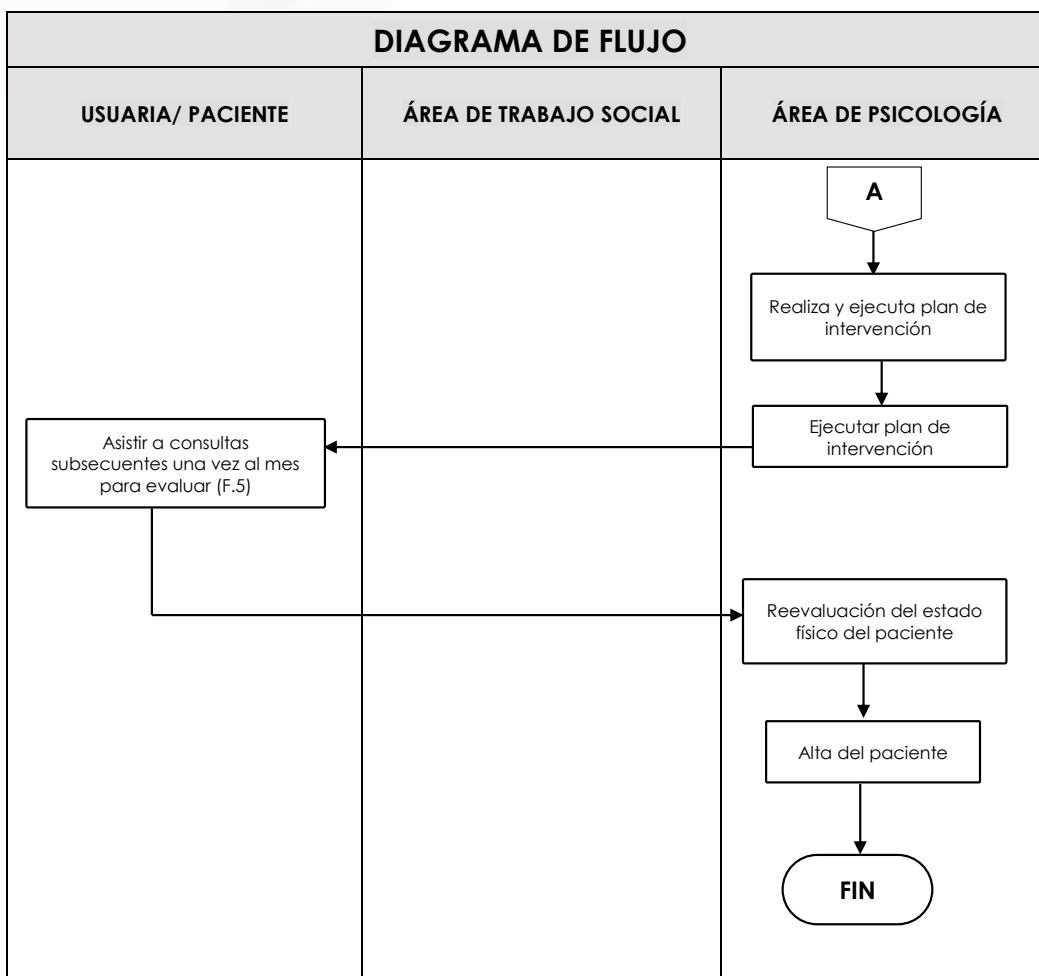 DIAGRAMA DE FLUJO
USUARIA/ PACIENTE
ÁREA DE TRABAJO SOCIAL
ÁREA DE PSICOLOGÍA
A
Realiza y ejecuta plan de
intervención
Ejecutar plan de
intervención
Asistir a consultas
subsecuentes una vez al mes
para evaluar (F.5)
Reevaluación del estado
físico del paciente
Alta del paciente
FIN